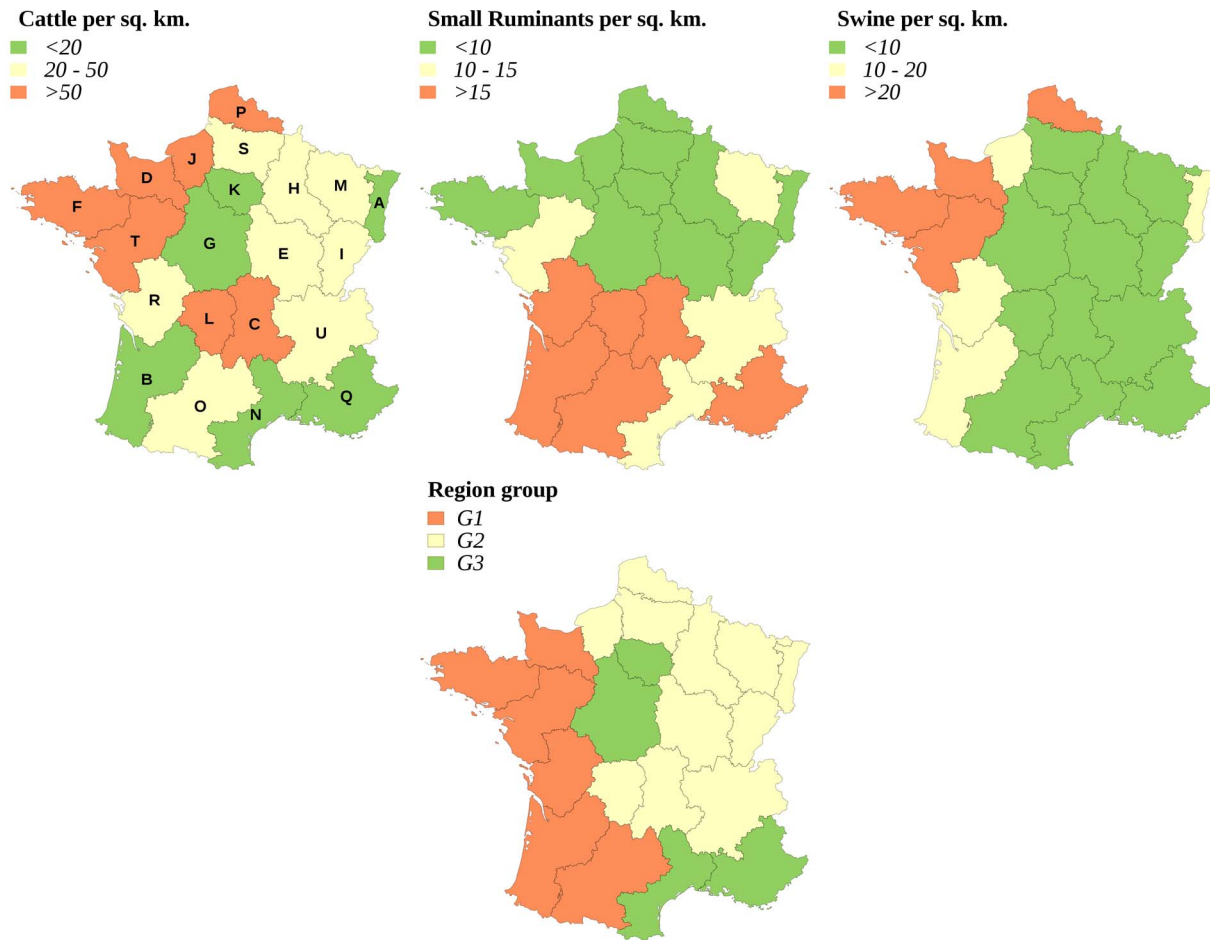 Cattle per sq. km.
<20
20 - 50
>50
Small Ruminants per sq. km.
<10
10 - 15
>15
Swine per sq. km.
<10
10 - 20
>20
P
S
J
D
K
H
M
A
F
T
G
E
I
R
L
C
U
B
O
N
Q
Region group
G1
G2
G3